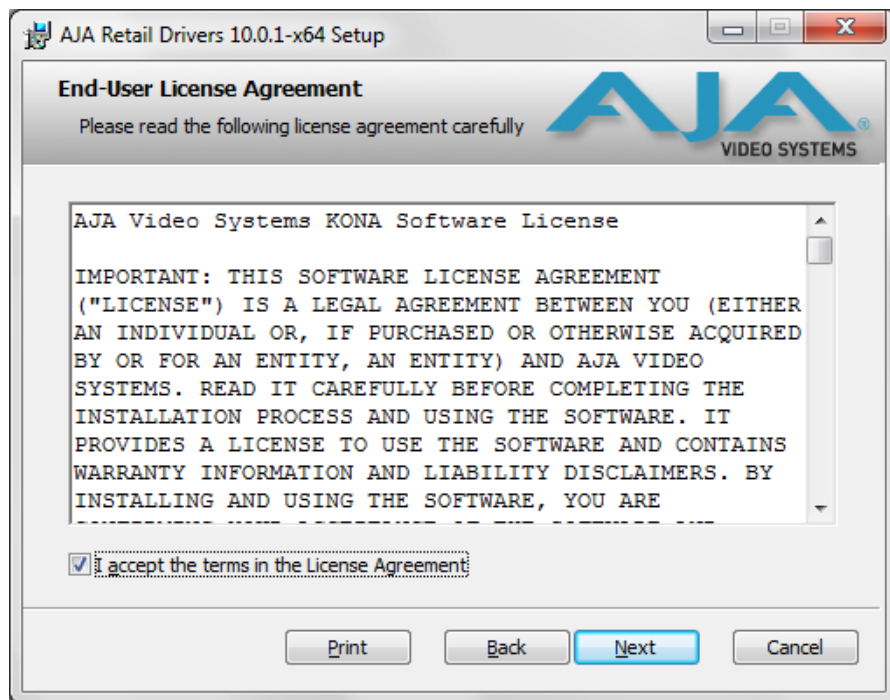 AJA Retail Drivers 10.0.1-x64 Setup
End-User License Agreement
Please read the following license agreement carefully
AJA ®
VIDEO SYSTEMS
AJA Video Systems KONA Software License
IMPORTANT: THIS SOFTWARE LICENSE AGREEMENT
("LICENSE") IS A LEGAL AGREEMENT BETWEEN YOU (EITHER
AN INDIVIDUAL OR, IF PURCHASED OR OTHERWISE ACQUIRED
BY OR FOR AN ENTITY, AN ENTITY) AND AJA VIDEO
SYSTEMS. READ IT CAREFULLY BEFORE COMPLETING THE
INSTALLATION PROCESS AND USING THE SOFTWARE. IT
PROVIDES A LICENSE TO USE THE SOFTWARE AND CONTAINS
WARRANTY INFORMATION AND LIABILITY DISCLAIMERS. BY
INSTALLING AND USING THE SOFTWARE, YOU ARE
I accept the terms in the License Agreement
Print
Back
Next
Cancel